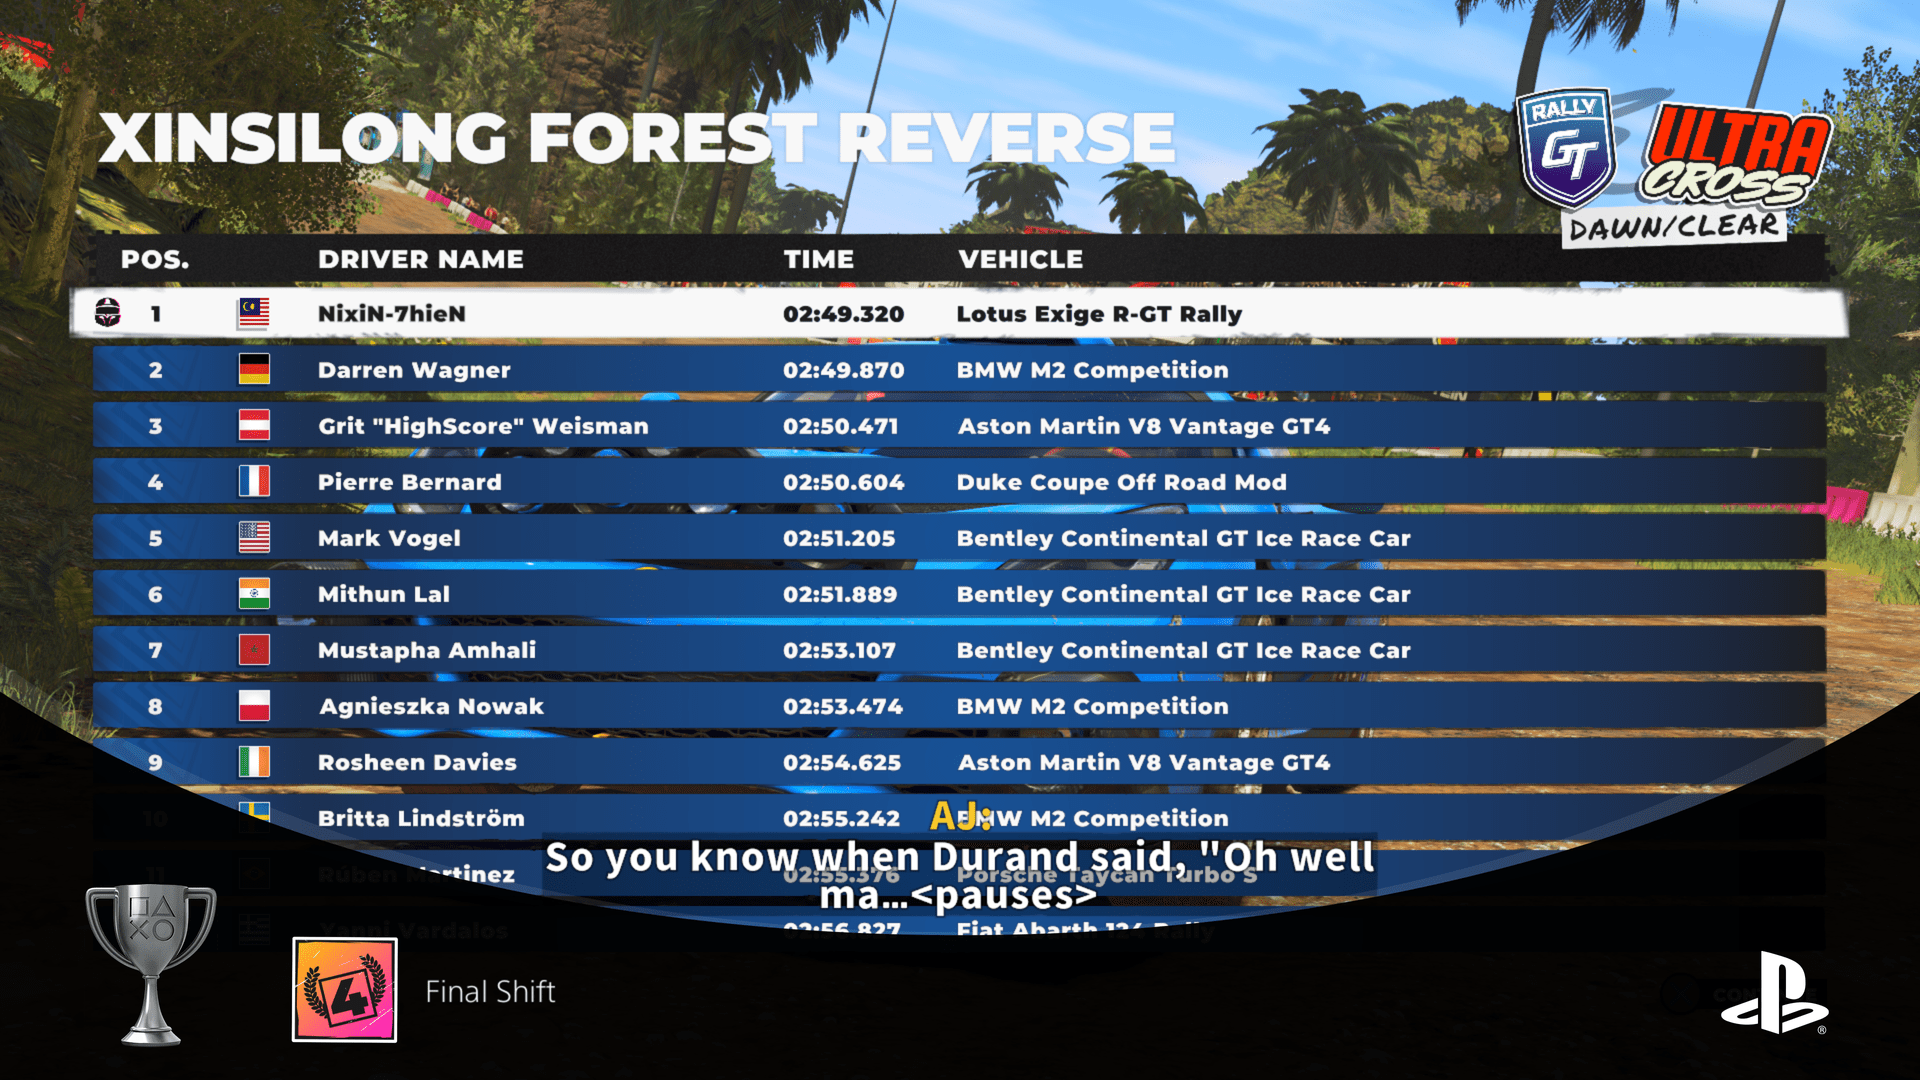 XINSILONG FOREST REVERSE
RALLY GT
ULTRA CROSS
DAWN/CLEAR
POS. DRIVER NAME TIME VEHICLE
1 NixiN-7hieN 02:49.320 Lotus Exige R-GT Rally
2 Darren Wagner 02:49.870 BMW M2 Competition
3 Grit "HighScore" Weisman 02:50.471 Aston Martin V8 Vantage GT4
4 Pierre Bernard 02:50.604 Duke Coupe Off Road Mod
5 Mark Vogel 02:51.205 Bentley Continental GT Ice Race Car
6 Mithun Lal 02:51.889 Bentley Continental GT Ice Race Car
7 Mustapha Amhali 02:53.107 Bentley Continental GT Ice Race Car
8 Agnieszka Nowak 02:53.474 BMW M2 Competition
9 Rosheen Davies 02:54.625 Aston Martin V8 Vantage GT4
10 Britta Lindström 02:55.242 BMW M2 Competition
AJ:
So you know when Durand said, "Oh well
ma...<pauses>
11 Rúben 02:55.376 Porsche Taycan Turbo S
Yanni Vardalos 02:56.827 Fiat Abarth 124 Rally
4
Final Shift